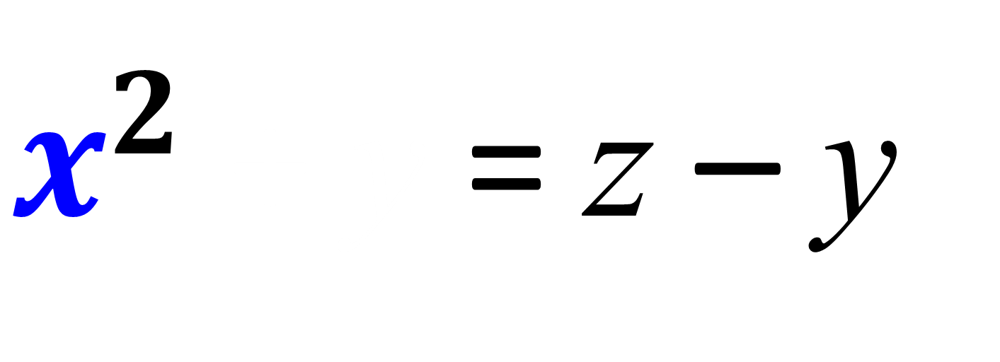 x² = z − y